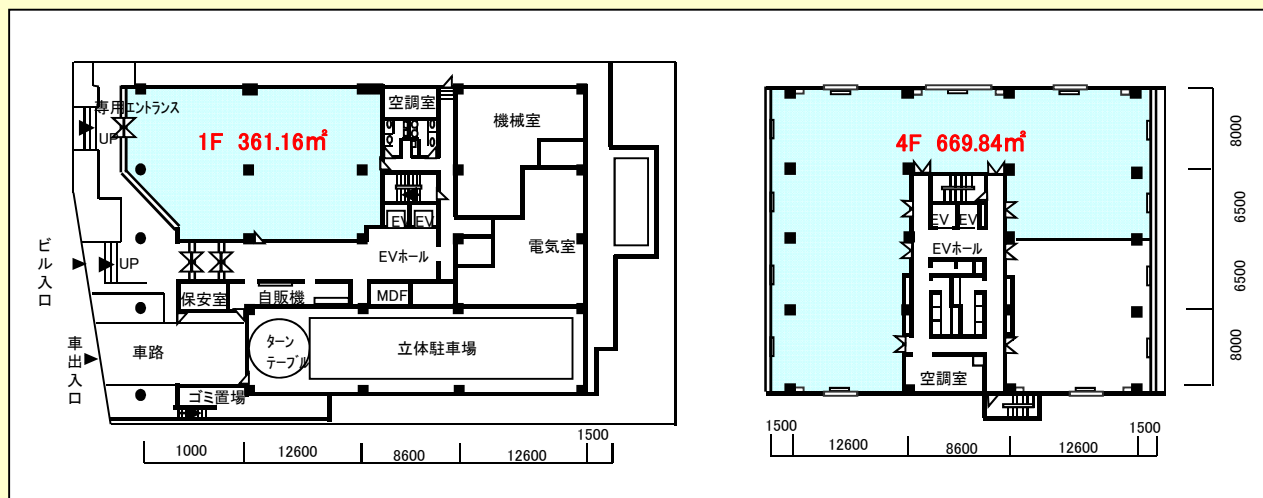 専用エントランス
UP
1F 361.16㎡
空調室
機械室
EV
EV
EVホール
電気室
ビル入口
UP
保安室
自販機
MDF
車出入口
車路
ターン
テーブル
立体駐車場
ゴミ置場
1000
12600
8600
12600
1500
4F 669.84㎡
EV
EV
EVホール
空調室
8000
6500
6500
8000
1500
12600
8600
12600
1500